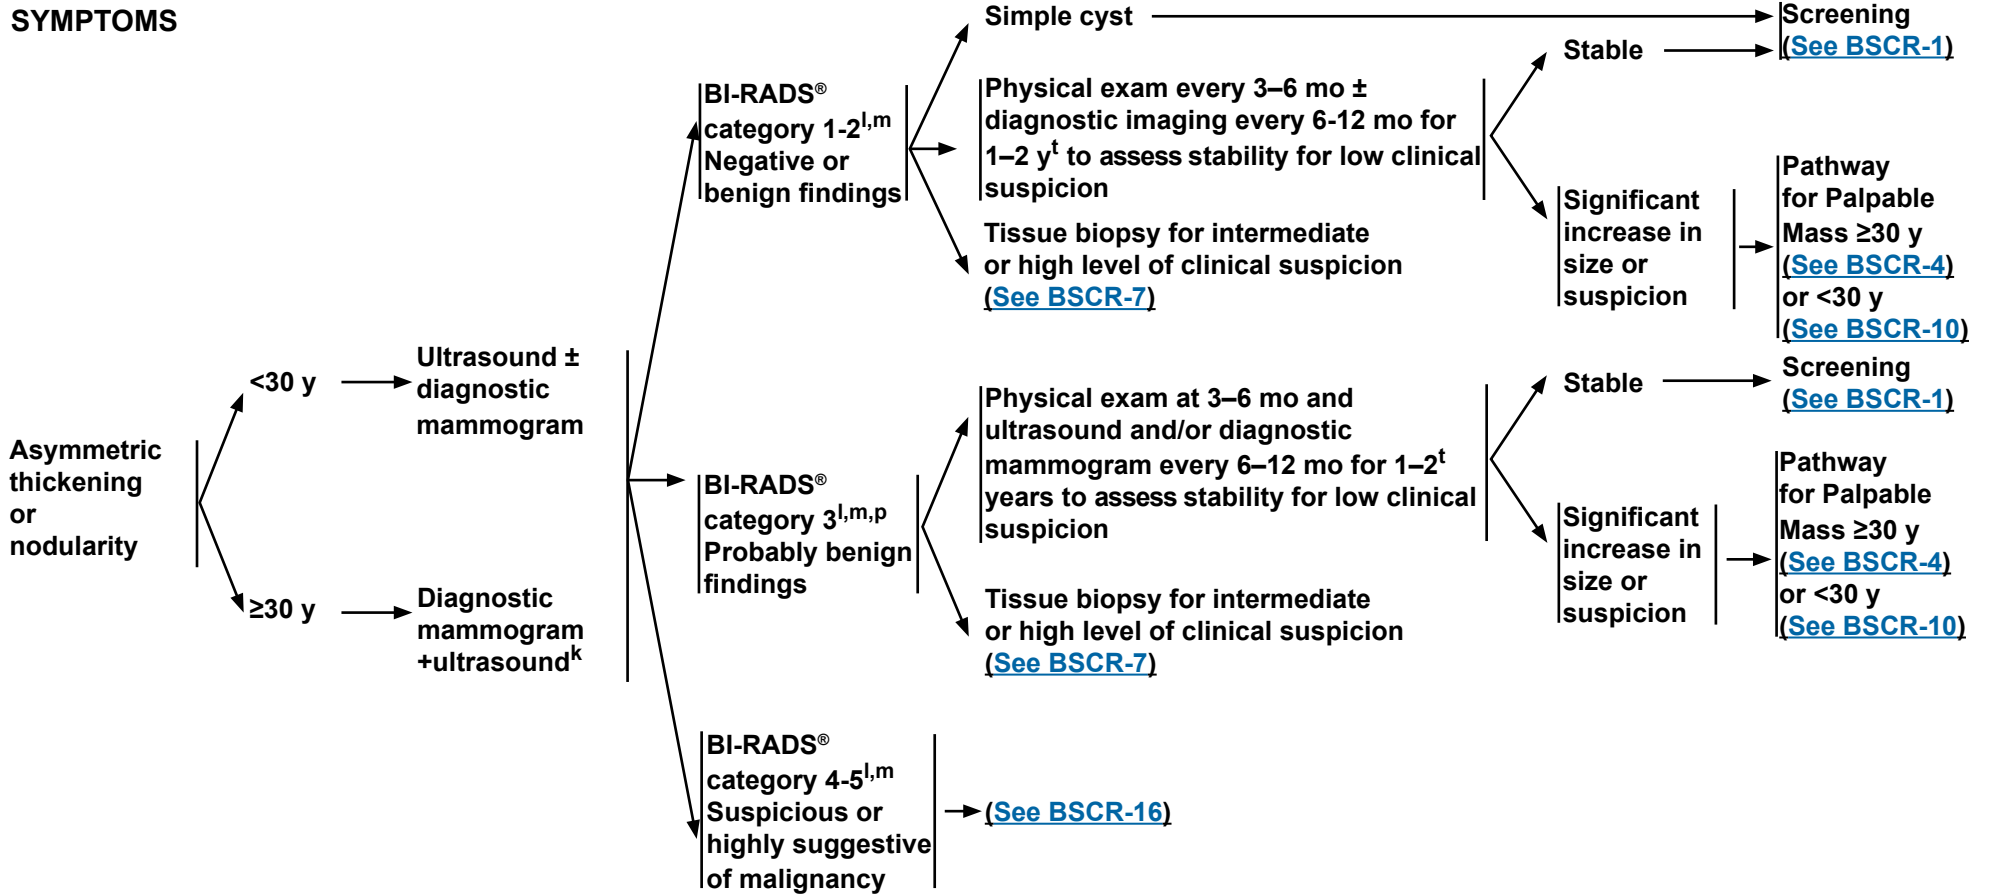 SYMPTOMS
Asymmetric
thickening
or
nodularity
<30 y
Ultrasound ±
diagnostic
mammogram
≥30 y
Diagnostic
mammogram
+ultrasoundk
BI-RADS®
category 1-2l,m
Negative or
benign findings
Simple cyst
Physical exam every 3–6 mo ±
diagnostic imaging every 6-12 mo for
1–2 yt to assess stability for low clinical
suspicion
Tissue biopsy for intermediate
or high level of clinical suspicion
(See BSCR-7)
Stable
Screening
(See BSCR-1)
Significant
increase in
size or
suspicion
Pathway
for Palpable
Mass ≥30 y
(See BSCR-4)
or <30 y
(See BSCR-10)
BI-RADS®
category 3l,m,p
Probably benign
findings
Physical exam at 3–6 mo and
ultrasound and/or diagnostic
mammogram every 6–12 mo for 1–2t
years to assess stability for low clinical
suspicion
Tissue biopsy for intermediate
or high level of clinical suspicion
(See BSCR-7)
Stable
Screening
(See BSCR-1)
Significant
increase in
size or
suspicion
Pathway
for Palpable
Mass ≥30 y
(See BSCR-4)
or <30 y
(See BSCR-10)
BI-RADS®
category 4-5l,m
Suspicious or
highly suggestive
of malignancy
(See BSCR-16)